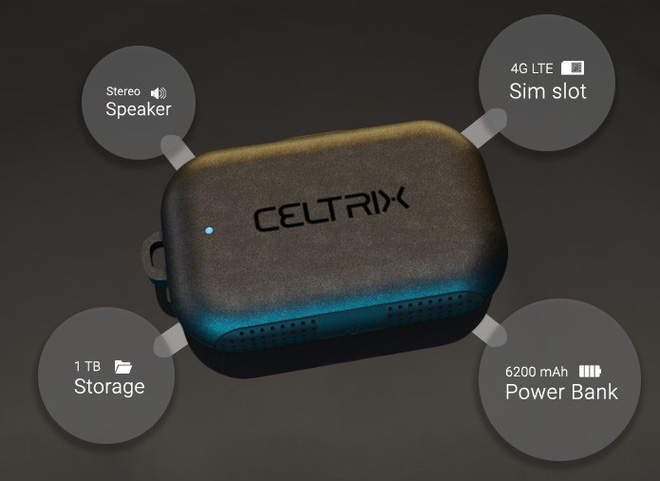 Stereo
Speaker
4G LTE
Sim slot
CELTRIX
1 TB
Storage
6200 mAh
Power Bank